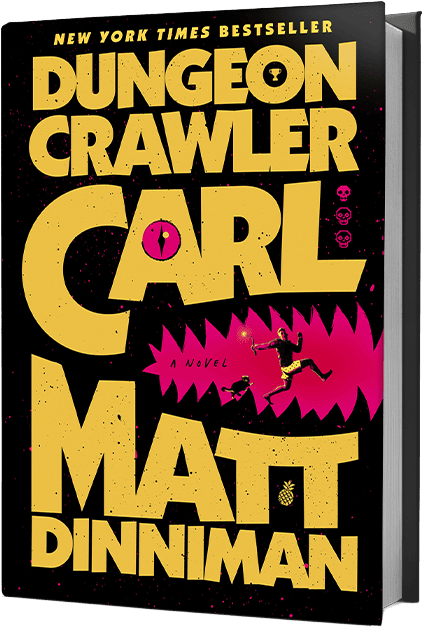 NEW YORK TIMES BESTSELLER
DUNGEON
CRAWLER
CARL
A NOVEL
MATT
DINNIMAN